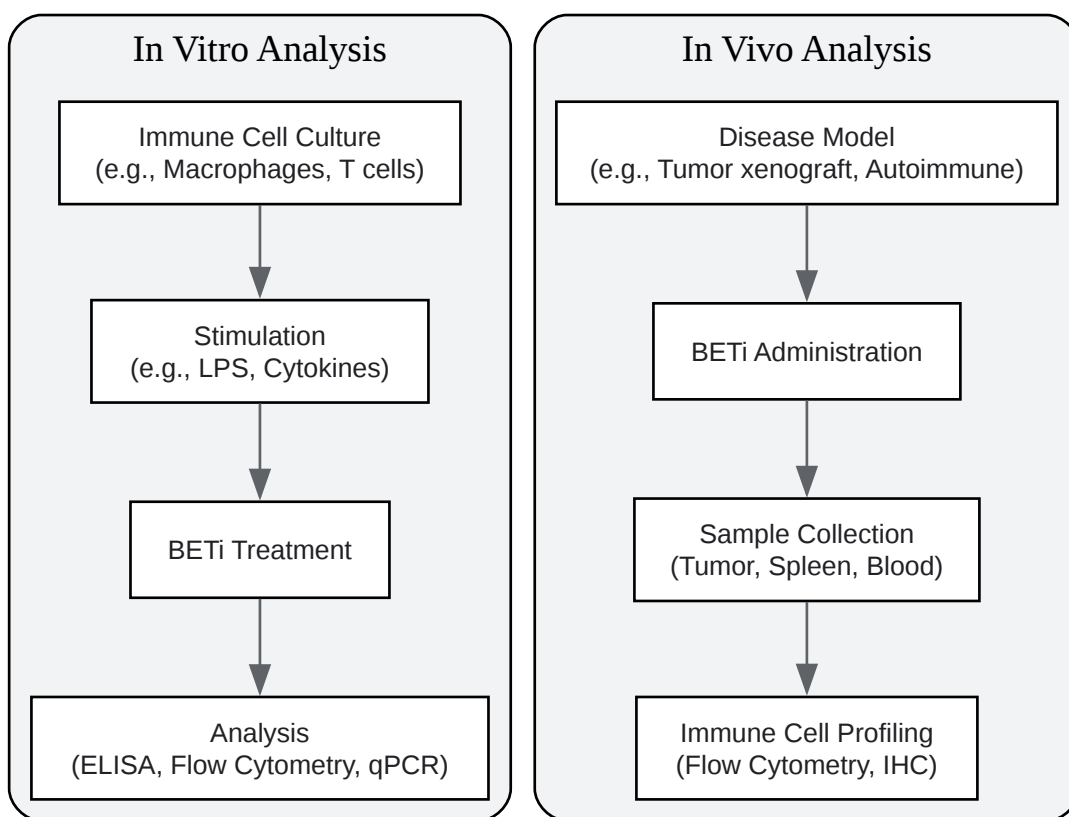 In Vitro Analysis
Immune Cell Culture
(e.g., Macrophages, T cells)
Stimulation
(e.g., LPS, Cytokines)
BETi Treatment
Analysis
(ELISA, Flow Cytometry, qPCR)
In Vivo Analysis
Disease Model
(e.g., Tumor xenograft, Autoimmune)
BETi Administration
Sample Collection
(Tumor, Spleen, Blood)
Immune Cell Profiling
(Flow Cytometry, IHC)